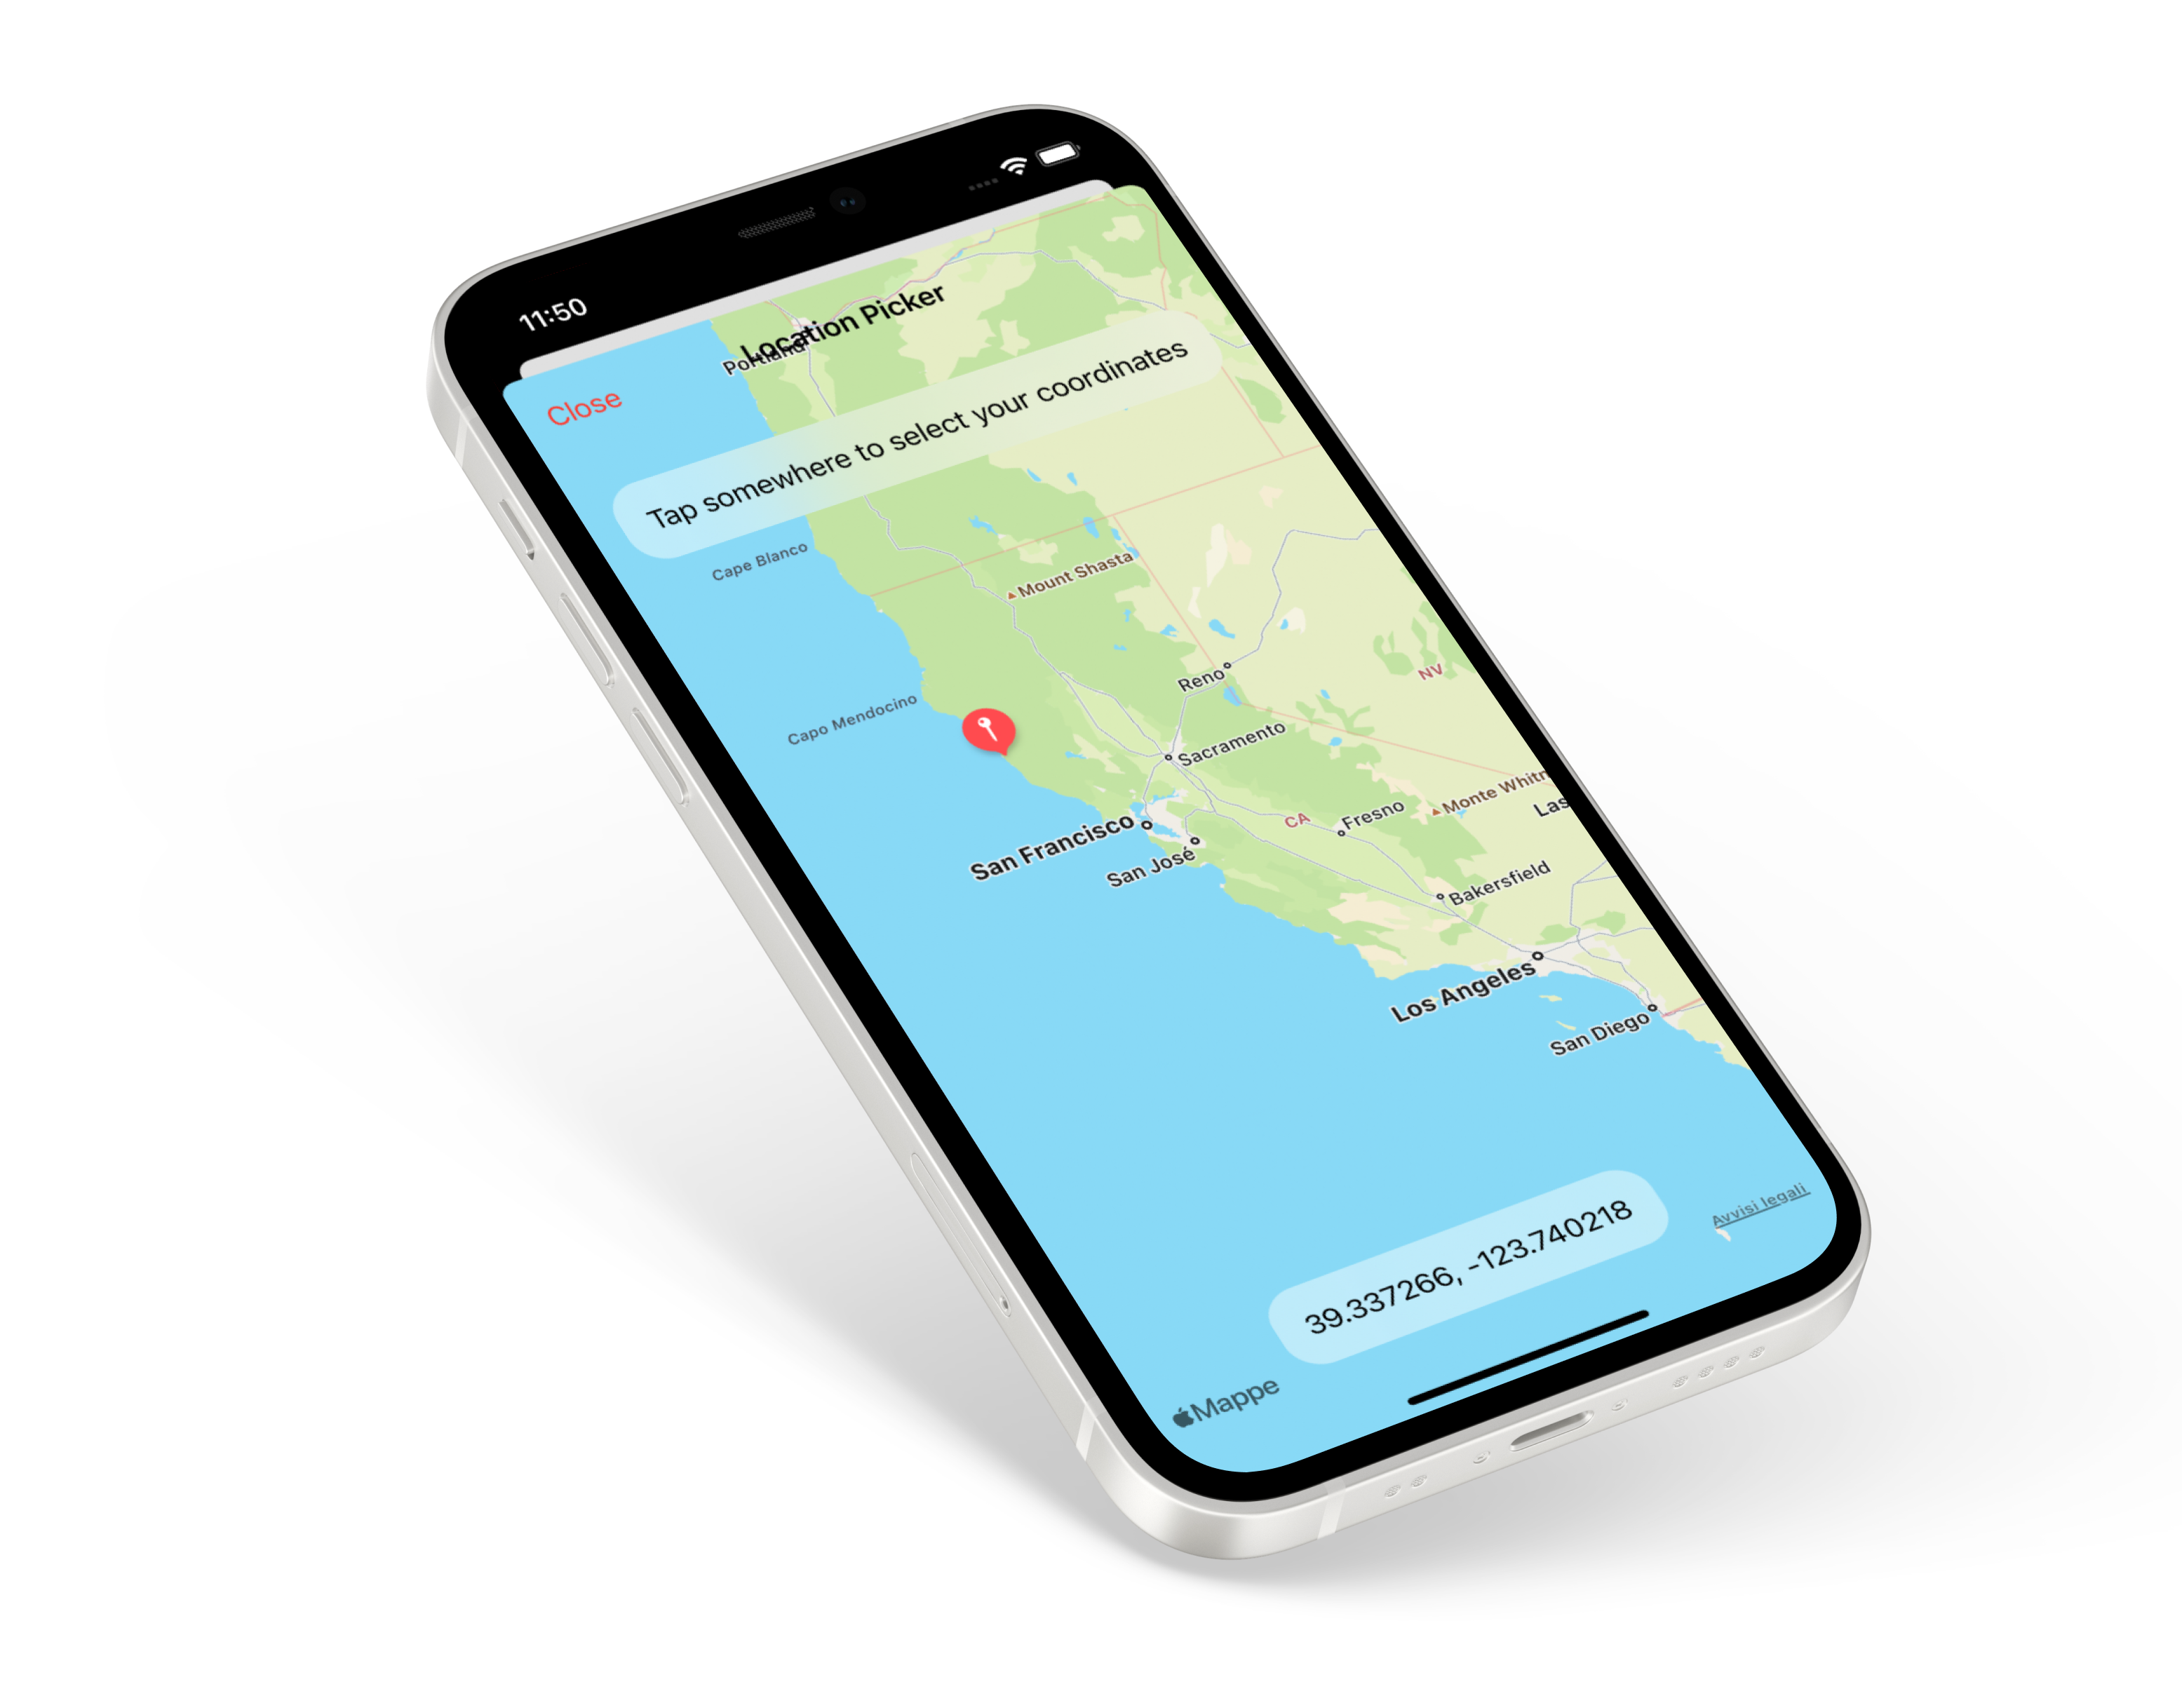 11:50
Location Picker
Portland
Close
Tap somewhere to select your coordinates
Cape Blanco
Mount Shasta
Reno
NV
Capo Mendocino
Sacramento
Monte Whitn
Las
Fresno
CA
San Francisco
San José
Bakersfield
Los Angeles
San Diego
Avvisi legali
39.337266, -123.740218
Mappe